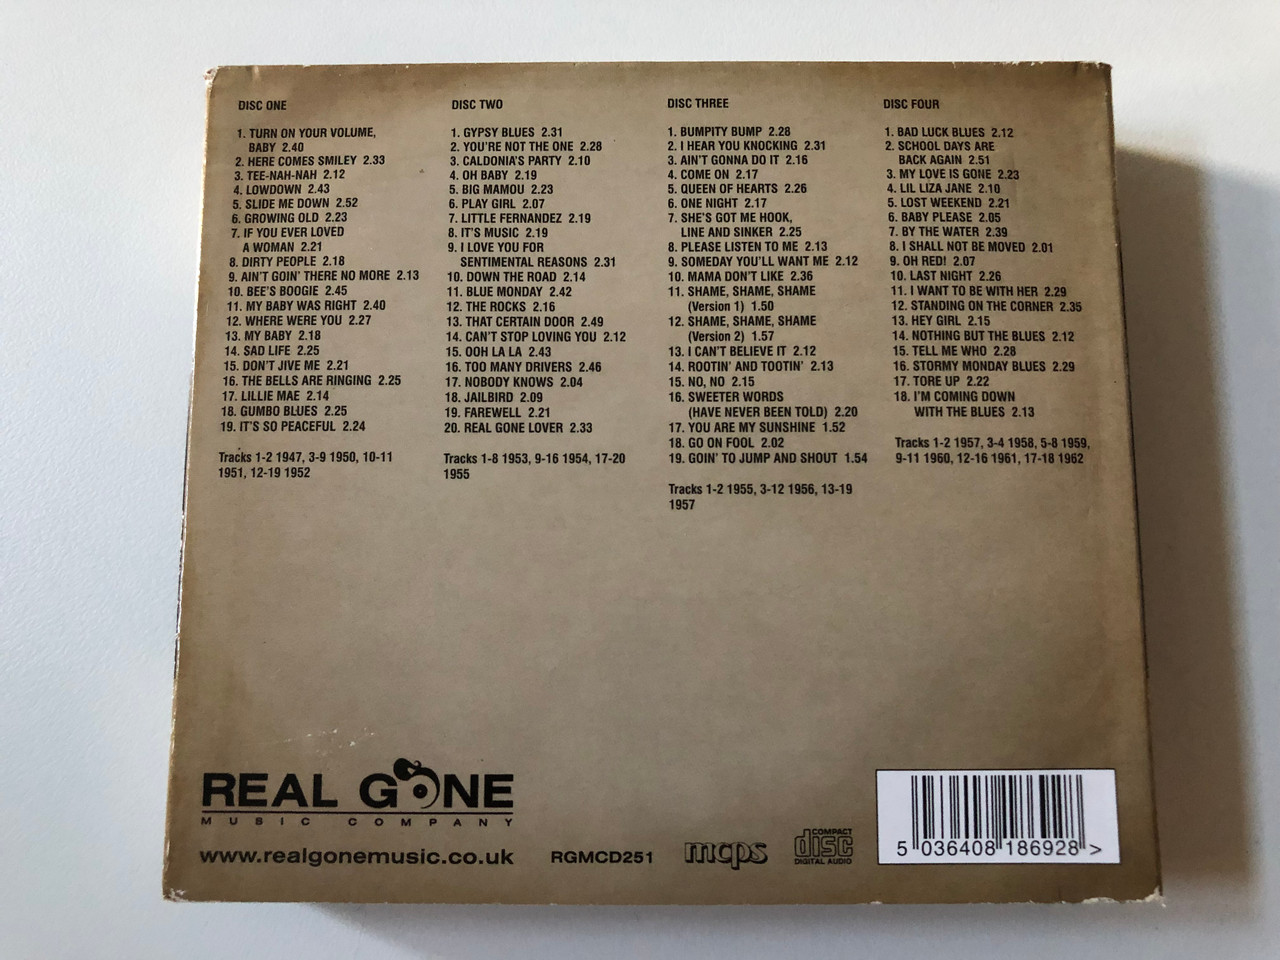 DISC ONE
1. TURN ON YOUR VOLUME,
BABY 2.40
2. HERE COMES SMILEY 2.33
3. TEE-NAH-NAH 2.12
4. LOWDOWN 2.43
5. SLIDE ME DOWN 2.52
6. GROWING OLD 2.23
7. IF YOU EVER LOVED
A WOMAN 2.21
8. DIRTY PEOPLE 2.18
9. AIN'T GOIN' THERE NO MORE 2.13
10. BEE'S BOOGIE 2.45
11. MY BABY WAS RIGHT 2.40
12. WHERE WERE YOU 2.27
13. MY BABY 2.18
14. SAD LIFE 2.25
15. DON'T JIVE ME 2.21
16. THE BELLS ARE RINGING 2.25
17. LILLIE MAE 2.14
18. GUMBO BLUES 2.25
19. IT'S SO PEACEFUL 2.24
Tracks 1-2 1947, 3-9 1950, 10-11
1951, 12-19 1952
DISC TWO
1. GYPSY BLUES 2.31
2. YOU'RE NOT THE ONE 2.28
3. CALDONIA'S PARTY 2.10
4. OH BABY 2.19
5. BIG MAMOU 2.23
6. PLAY GIRL 2.07
7. LITTLE FERNANDEZ 2.19
8. IT'S MUSIC 2.19
9. I LOVE YOU FOR
SENTIMENTAL REASONS 2.31
10. DOWN THE ROAD 2.14
11. BLUE MONDAY 2.42
12. THE ROCKS 2.16
13. THAT CERTAIN DOOR 2.49
14. CAN'T STOP LOVING YOU 2.12
15. OOH LA LA 2.43
16. TOO MANY DRIVERS 2.46
17. NOBODY KNOWS 2.04
18. JAILBIRD 2.09
19. FAREWELL 2.21
20. REAL GONE LOVER 2.33
Tracks 1-8 1953, 9-16 1954, 17-20
1955
DISC THREE
1. BUMPITY BUMP 2.28
2. I HEAR YOU KNOCKING 2.31
3. AIN'T GONNA DO IT 2.16
4. COME ON 2.17
5. QUEEN OF HEARTS 2.26
6. ONE NIGHT 2.17
7. SHE'S GOT ME HOOK,
LINE AND SINKER 2.25
8. PLEASE LISTEN TO ME 2.13
9. SOMEDAY YOU'LL WANT ME 2.12
10. MAMA DON'T LIKE 2.36
11. SHAME, SHAME, SHAME
(Version 1) 1.50
12. SHAME, SHAME, SHAME
(Version 2) 1.57
13. I CAN'T BELIEVE IT 2.12
14. ROOTIN' AND TOOTIN' 2.13
15. NO, NO 2.15
16. SWEETER WORDS
(HAVE NEVER BEEN TOLD) 2.20
17. YOU ARE MY SUNSHINE 1.52
18. GO ON FOOL 2.02
19. GOIN' TO JUMP AND SHOUT 1.54
Tracks 1-2 1955, 3-12 1956, 13-19
1957
DISC FOUR
1. BAD LUCK BLUES 2.12
2. SCHOOL DAYS ARE
BACK AGAIN 2.51
3. MY LOVE IS GONE 2.23
4. LIL LIZA JANE 2.10
5. LOST WEEKEND 2.21
6. BABY PLEASE 2.05
7. BY THE WATER 2.39
8. I SHALL NOT BE MOVED 2.01
9. OH RED! 2.07
10. LAST NIGHT 2.26
11. I WANT TO BE WITH HER 2.29
12. STANDING ON THE CORNER 2.35
13. HEY GIRL 2.15
14. NOTHING BUT THE BLUES 2.12
15. TELL ME WHO 2.28
16. STORMY MONDAY BLUES 2.29
17. TORE UP 2.22
18. I'M COMING DOWN
WITH THE BLUES 2.13
Tracks 1-2 1957, 3-4 1958, 5-8 1959,
9-11 1960, 12-16 1961, 17-18 1962
REAL GONE
MUSIC COMPANY
www.realgonemusic.co.uk
RGMCD251
mcps
COMPACT
disc
DIGITAL AUDIO
5 036408 186928 >